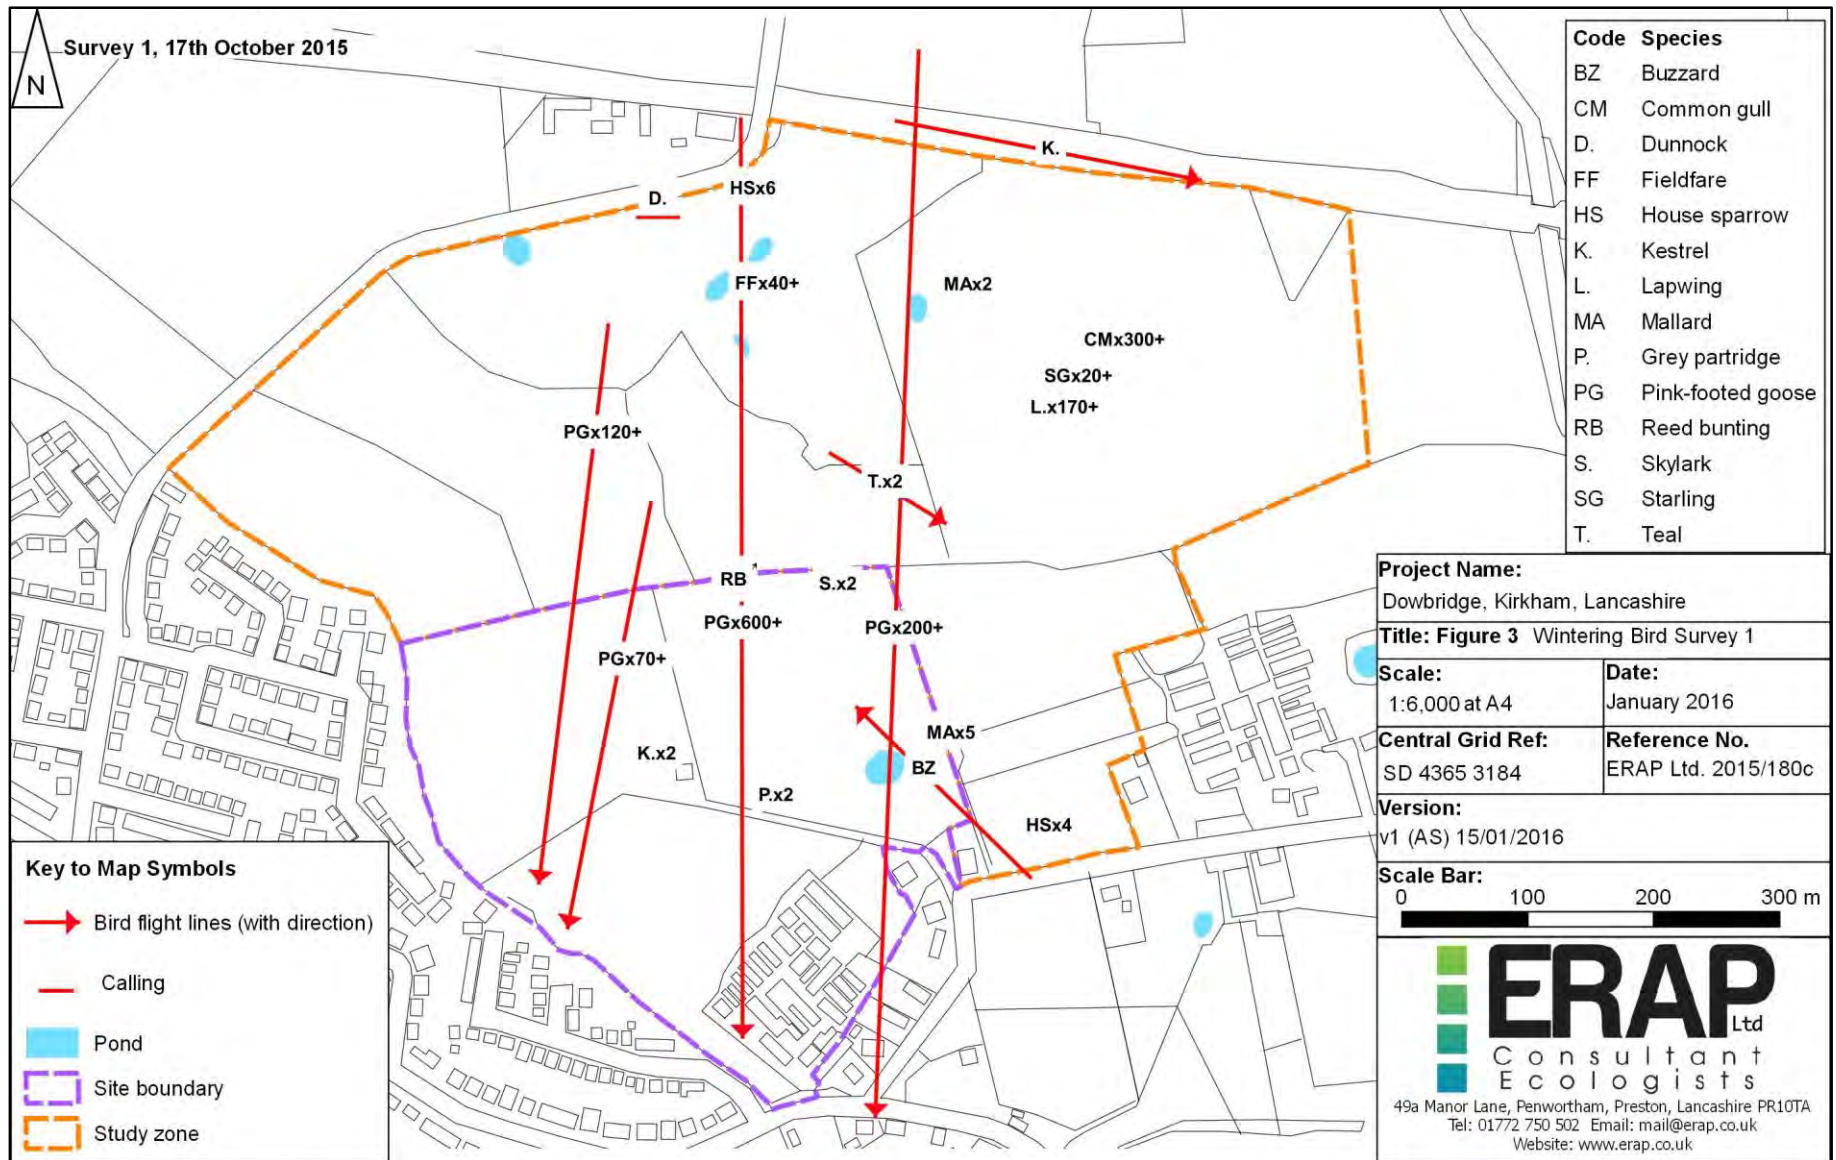 Survey 1, 17th October 2015
N
K.
D.
HSx6
FFx40+
MAx2
CMx300+
SGx20+
L.x170+
PGx120+
T.x2
RB
S.x2
PGx600+
PGx200+
PGx70+
MAx5
K.x2
BZ
P.x2
HSx4
Code Species
BZ Buzzard
CM Common gull
D. Dunnock
FF Fieldfare
HS House sparrow
K. Kestrel
L. Lapwing
MA Mallard
P. Grey partridge
PG Pink-footed goose
RB Reed bunting
S. Skylark
SG Starling
T. Teal
Key to Map Symbols
Bird flight lines (with direction)
Calling
Pond
Site boundary
Study zone
Project Name:
Dowbridge, Kirkham, Lancashire
Title: Figure 3 Wintering Bird Survey 1
Scale:
1:6,000 at A4
Date:
January 2016
Central Grid Ref:
SD 4365 3184
Reference No.
ERAP Ltd. 2015/180c
Version:
v1 (AS) 15/01/2016
Scale Bar:
0 100 200 300 m
ERAP Ltd
Consultant
Ecologists
49a Manor Lane, Penwortham, Preston, Lancashire PR10TA
Tel: 01772 750 502 Email: mail@erap.co.uk
Website: www.erap.co.uk